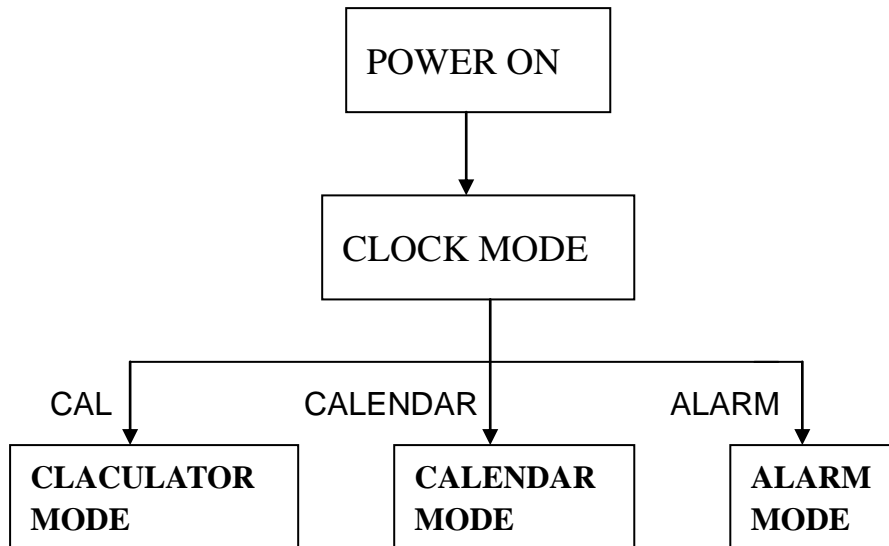 POWER ON
CLOCK MODE
CAL
CALENDAR
ALARM
CLACULATOR
MODE
CALENDAR
MODE
ALARM
MODE